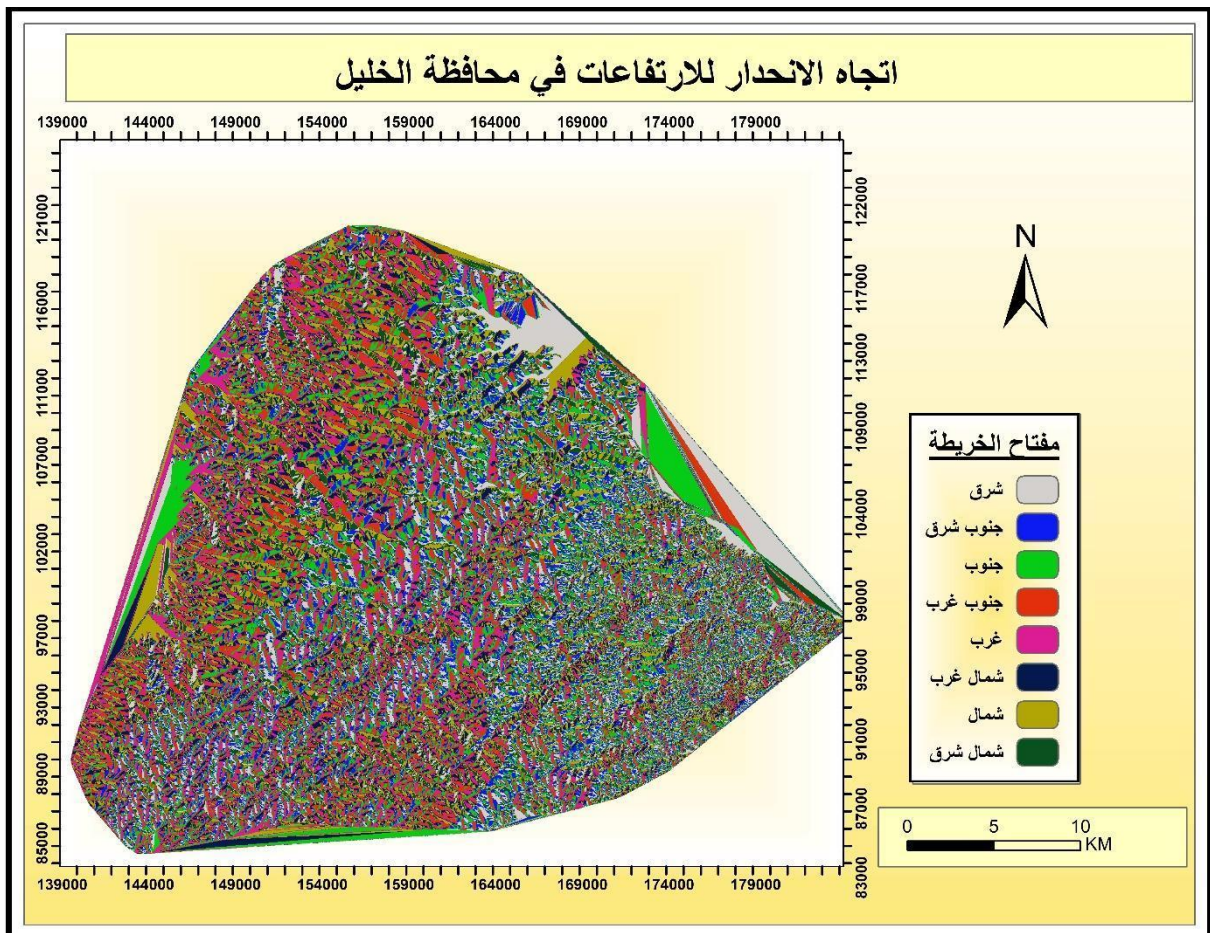 اتجاه الانحدار للارتفاعات في محافظة الخليل
139000 144000 149000 154000 159000 164000 169000 174000 179000
121000
116000
111000
107000
102000
97000
93000
89000
85000
122000
117000
113000
109000
104000
99000
95000
91000
87000
83000
139000 144000 149000 154000 159000 164000 169000 174000 179000
N
مفتاح الخريطة
شرق
جنوب شرق
جنوب
جنوب غرب
غرب
شمال غرب
شمال
شمال شرق
0 5 10
KM